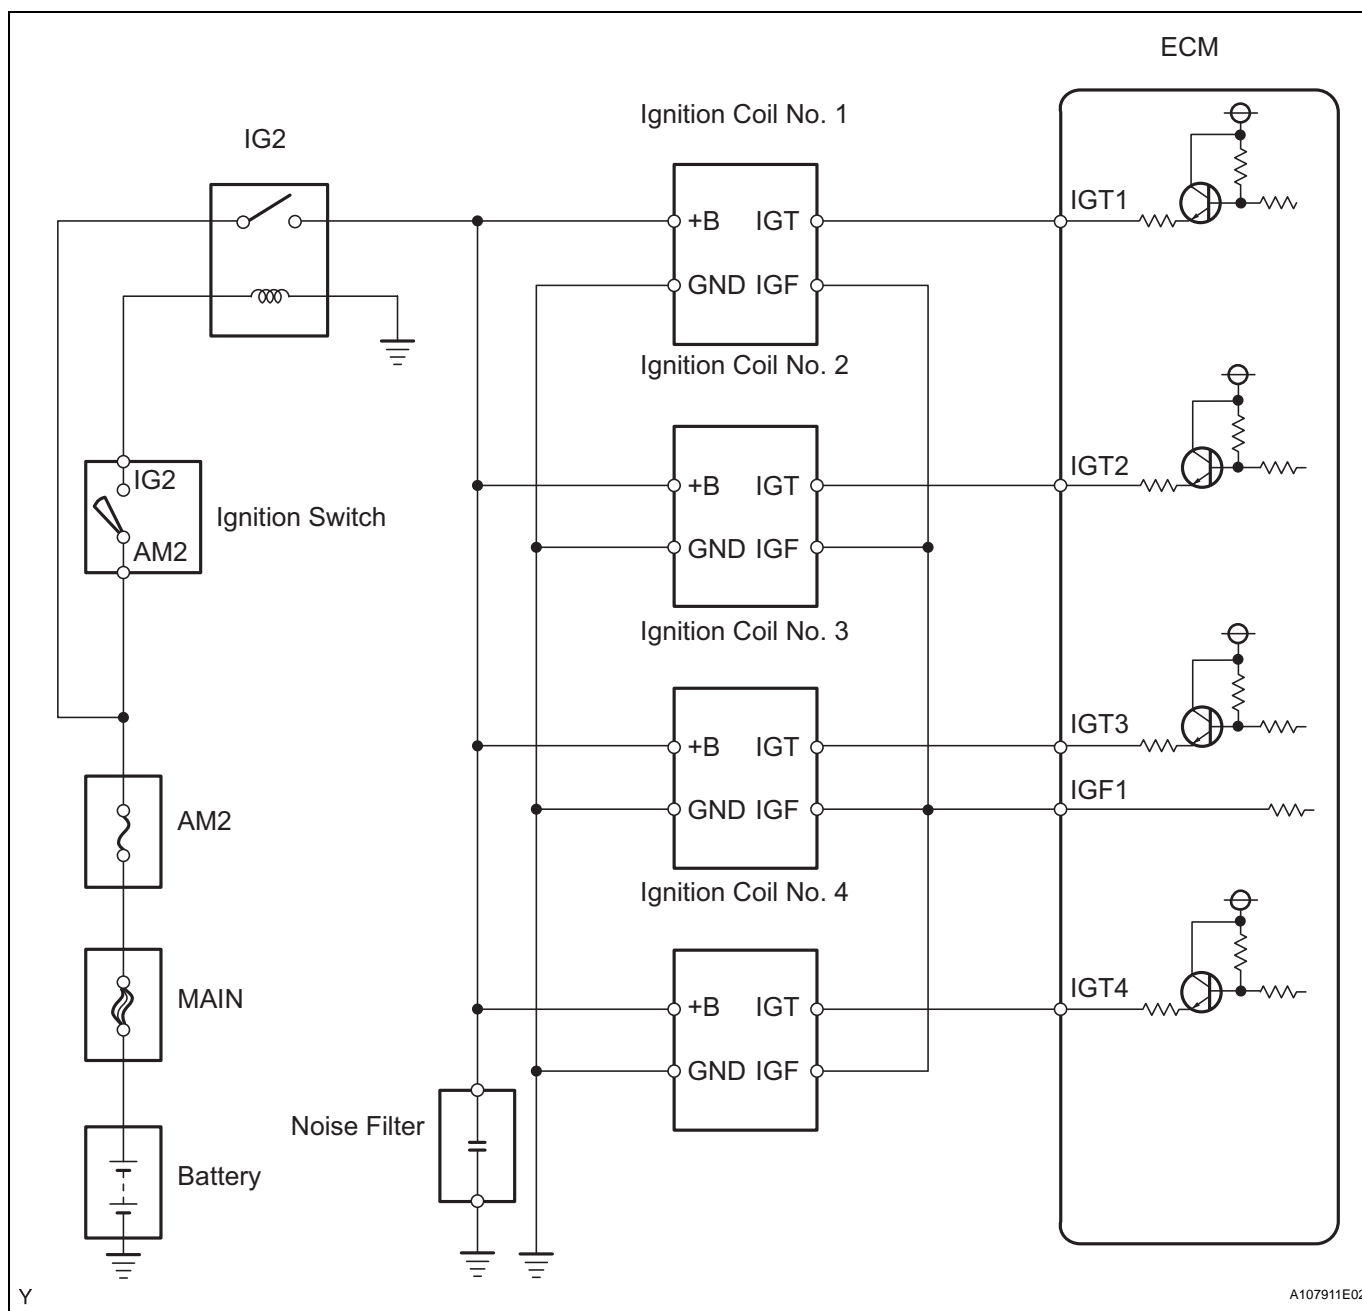 ECM
Ignition Coil No. 1
IG2
+B IGT
IGT1
GND IGF
Ignition Coil No. 2
IG2
Ignition Switch
AM2
+B IGT
IGT2
GND IGF
Ignition Coil No. 3
+B IGT
IGT3
GND IGF
IGF1
AM2
Ignition Coil No. 4
MAIN
+B IGT
IGT4
GND IGF
Noise Filter
Battery
Y
A107911E02